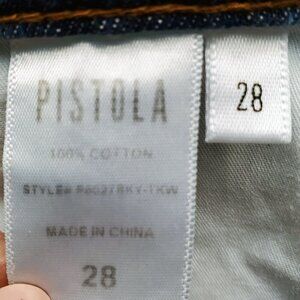 PISTOLA
28
100% COTTON
STYLE#
MADE IN CHINA
28